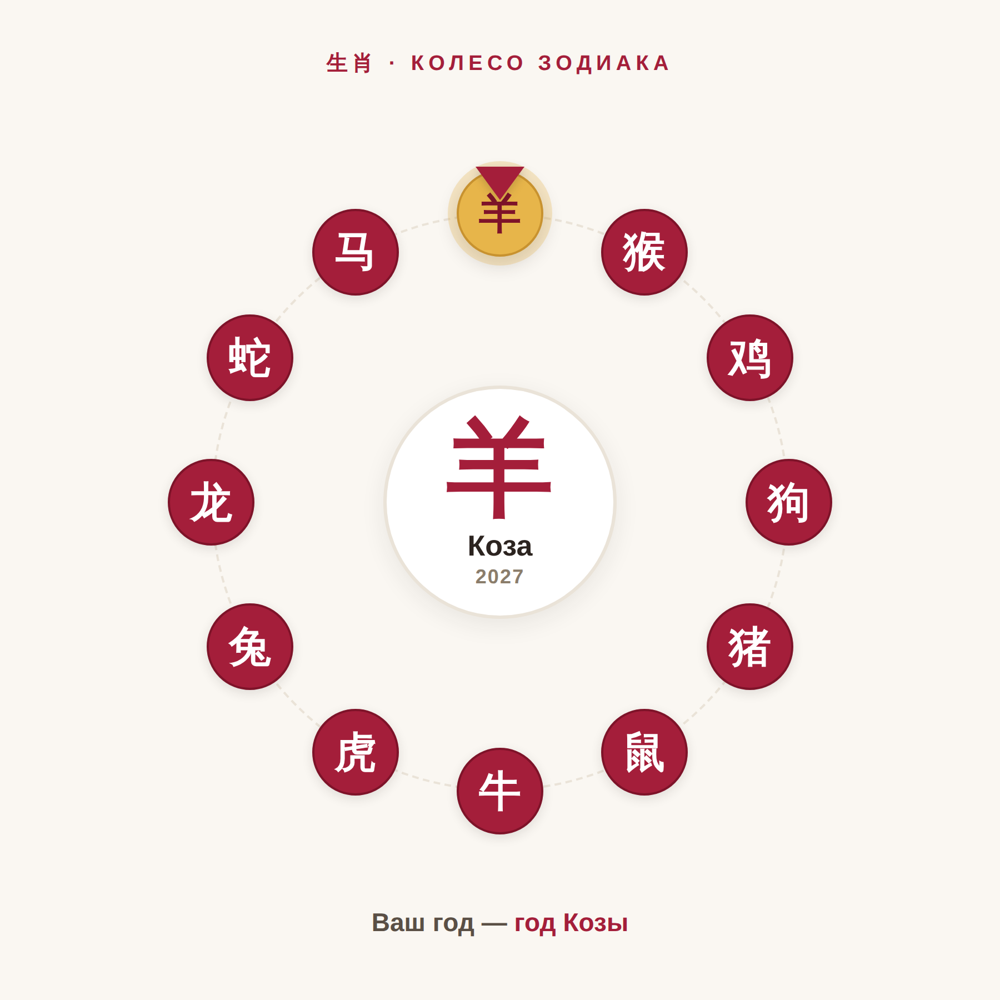 生肖 · КОЛЕСО ЗОДИАКА
羊
马
猴
蛇
鸡
羊
Коза
2027
龙
狗
兔
猪
虎
鼠
牛
Ваш год — год Козы